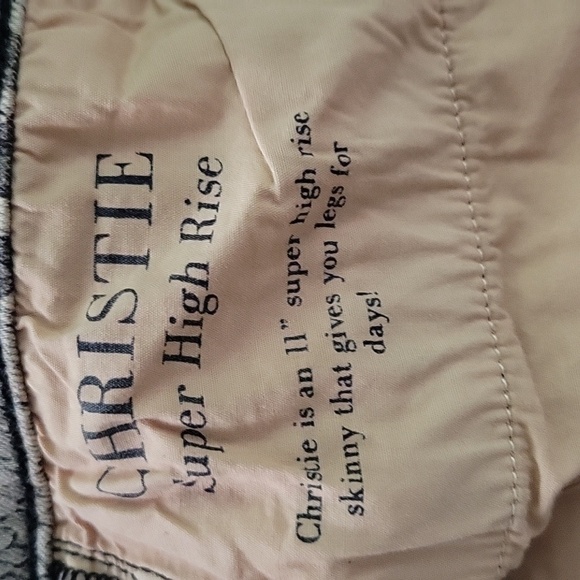 CHRISTIE
Super High Rise
Christie is an 11" super high rise
skinny that gives you legs for
days!